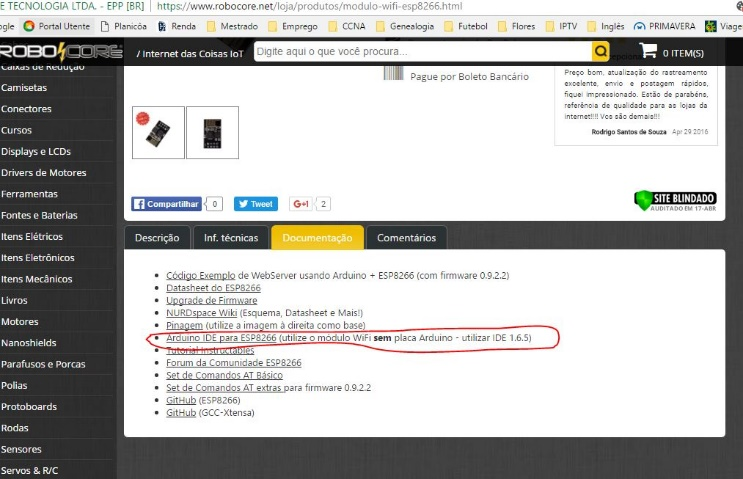 E TECNOLOGIA LTDA. - EPP [BR] | https://www.robocore.net/loja/produtos/modulo-wifi-esp8266.html
ogle Portal Utente Planicôa Renda Mestrado Emprego CCNA Genealogia Futebol Flores IPTV Inglês PRIMAVERA Viage
ROBOCORE / Internet das Coisas IoT Digite aqui o que você procura... 0 ITEM(S)
Caixas de Redução
Camisetas
Conectores
Cursos
Displays e LCDs
Drivers de Motores
Ferramentas
Fontes e Baterias
Itens Elétricos
Itens Eletrônicos
Itens Mecânicos
Livros
Motores
Nanoshields
Parafusos e Porcas
Polias
Protoboards
Rodas
Sensores
Servos & R/C
Pague por Boleto Bancário
Preço bom, atualização do rastreamento
excelente, envio e postagem rápidos,
fiquei impressionado. Estão de parabéns,
referência de qualidade para as lojas da
internet!!!! Vos são demais!!!
Rodrigo Santos de Souza Apr 29 2016
Compartilhar 0 Tweet G+1 2
SITE BLINDADO
AUDITADO EM 17-ABR
Descrição Inf. técnicas Documentação Comentários
Código Exemplo de WebServer usando Arduino + ESP8266 (com firmware 0.9.2.2)
Datasheet do ESP8266
Upgrade de Firmware
NURDspace Wiki (Esquema, Datasheet e Mais!)
Pinagem (utilize a imagem à direita como base)
Arduino IDE para ESP8266 (utilize o módulo WiFi sem placa Arduino - utilizar IDE 1.6.5)
Tutorial Instructables
Forum da Comunidade ESP8266
Set de Comandos AT Básico
Set de Comandos AT extras para firmware 0.9.2.2
GitHub (ESP8266)
GitHub (GCC-Xtensa)